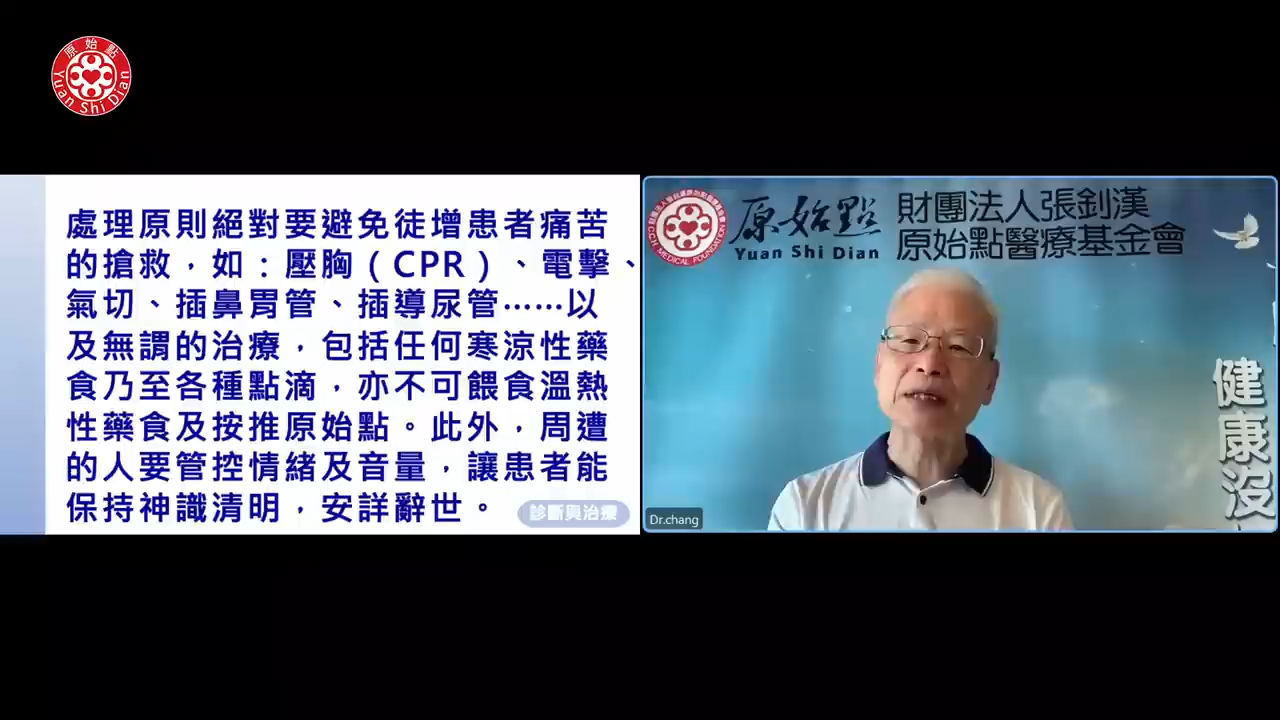 原始點
Yuan Shi Dian
處理原則絕對要避免徒增患者痛苦
的搶救，如：壓胸（CPR）、電擊、
氣切、插鼻胃管、插導尿管……以
及無謂的治療，包括任何寒涼性藥
食乃至各種點滴，亦不可餵食溫熱
性藥食及按推原始點。此外，周遭
的人要管控情緒及音量，讓患者能
保持神識清明，安詳辭世。
診斷與治療
原始點
Yuan Shi Dian
財團法人張釗漢
原始點醫療基金會
健康沒
Dr.chang